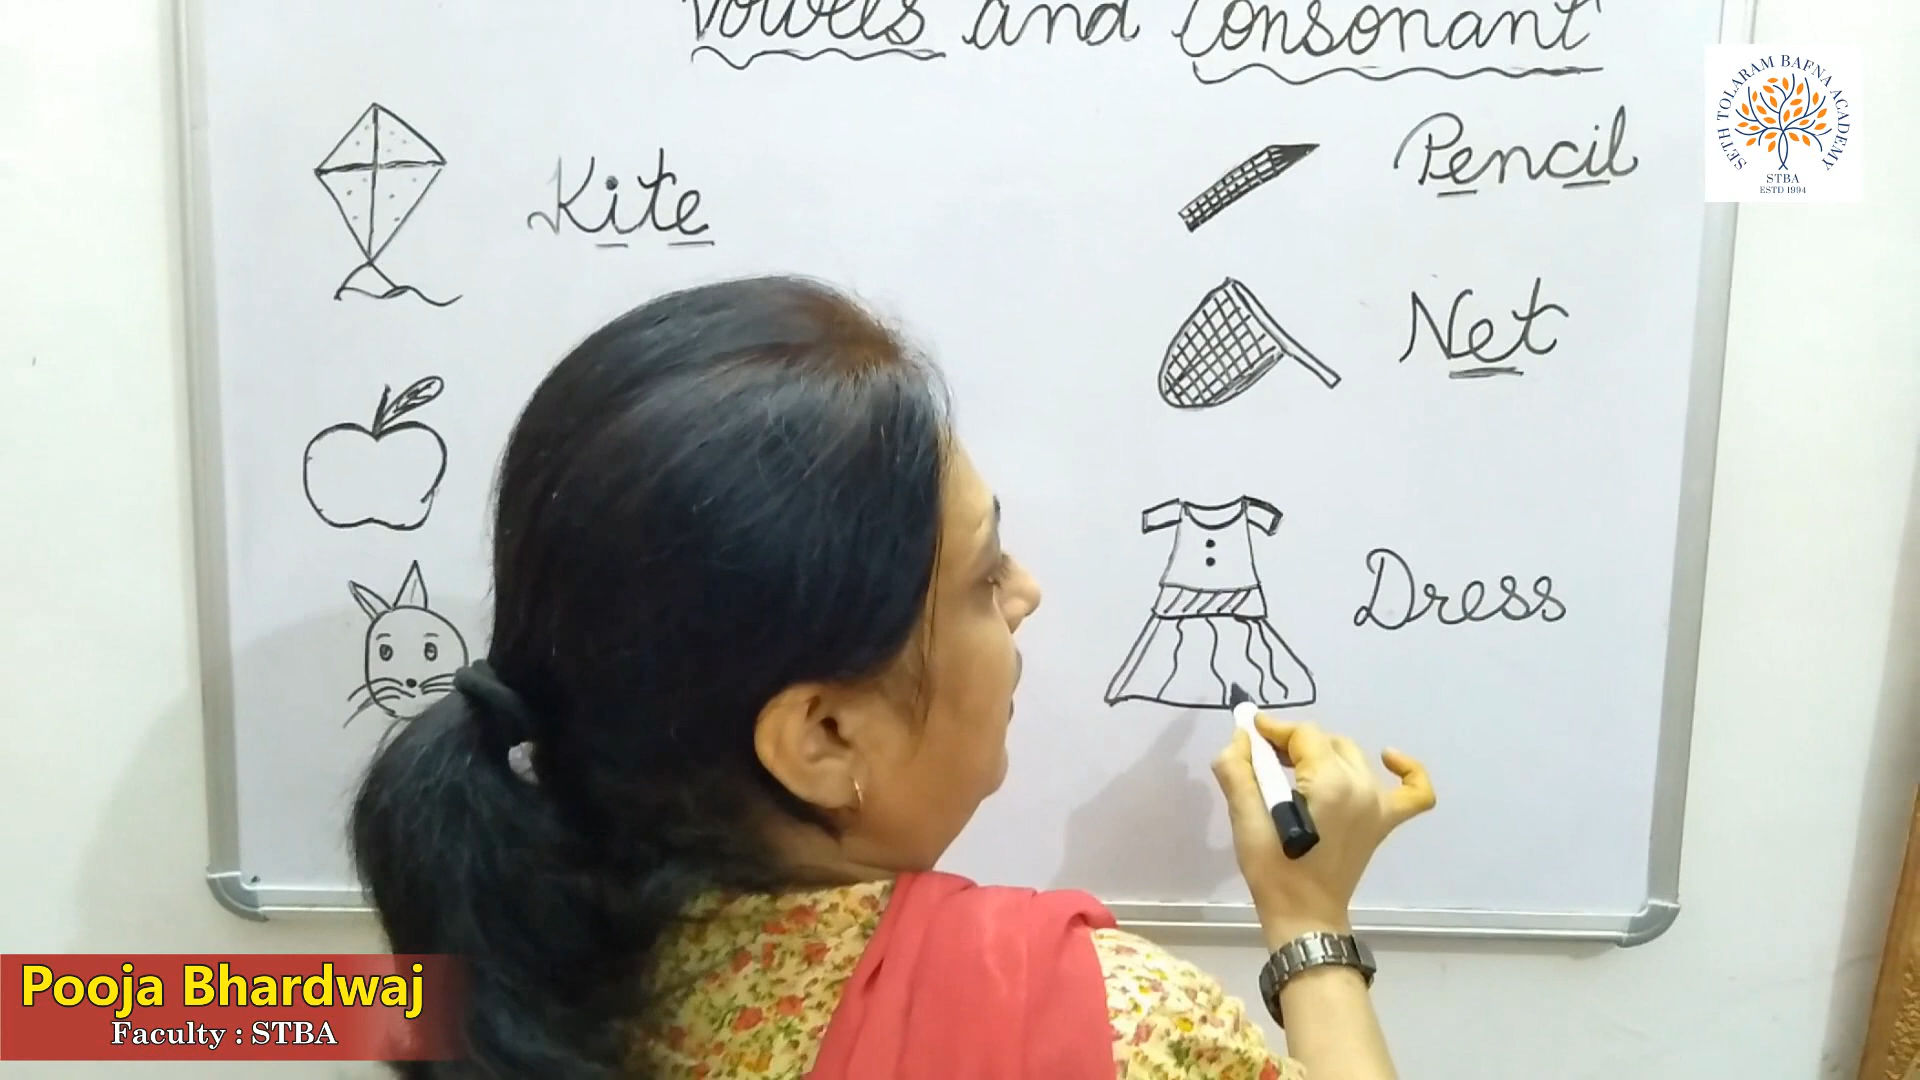 Vowels and Consonant
Kite
Pencil
Net
Dress
SETH TOLARAM BAFNA ACADEMY
STBA
ESTD 1994
Pooja Bhardwaj
Faculty : STBA